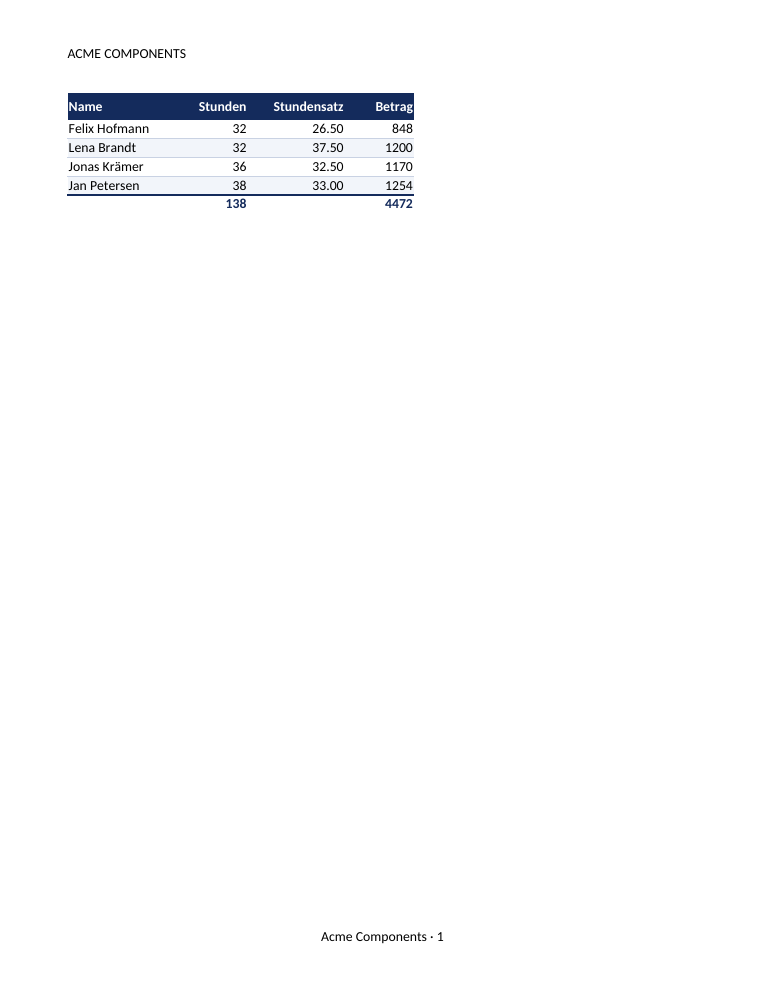 ACME COMPONENTS
Name Stunden Stundensatz Betrag
Felix Hofmann 32 26.50 848
Lena Brandt 32 37.50 1200
Jonas Krämer 36 32.50 1170
Jan Petersen 38 33.00 1254
138 4472
Acme Components · 1